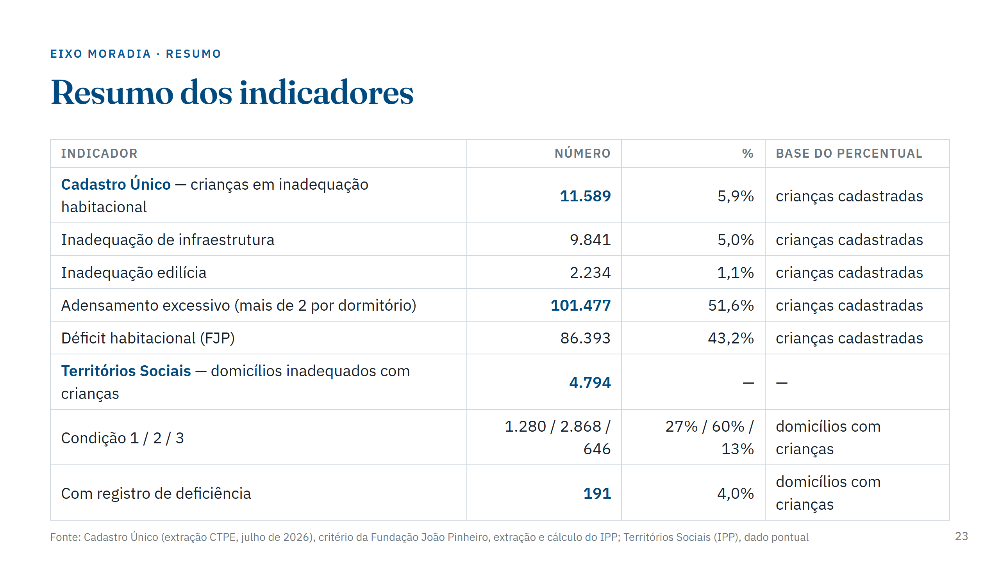 EIXO MORADIA · RESUMO
Resumo dos indicadores
INDICADOR NÚMERO % BASE DO PERCENTUAL
Cadastro Único — crianças em inadequação
habitacional
11.589 5,9% crianças cadastradas
Inadequação de infraestrutura 9.841 5,0% crianças cadastradas
Inadequação edilícia 2.234 1,1% crianças cadastradas
Adensamento excessivo (mais de 2 por dormitório) 101.477 51,6% crianças cadastradas
Déficit habitacional (FJP) 86.393 43,2% crianças cadastradas
Territórios Sociais — domicílios inadequados com
crianças
4.794 — —
Condição 1 / 2 / 3
1.280 / 2.868 /
646
27% / 60% /
13%
domicílios com
crianças
Com registro de deficiência 191 4,0%
domicílios com
crianças
Fonte: Cadastro Único (extração CTPE, julho de 2026), critério da Fundação João Pinheiro, extração e cálculo do IPP; Territórios Sociais (IPP), dado pontual
23